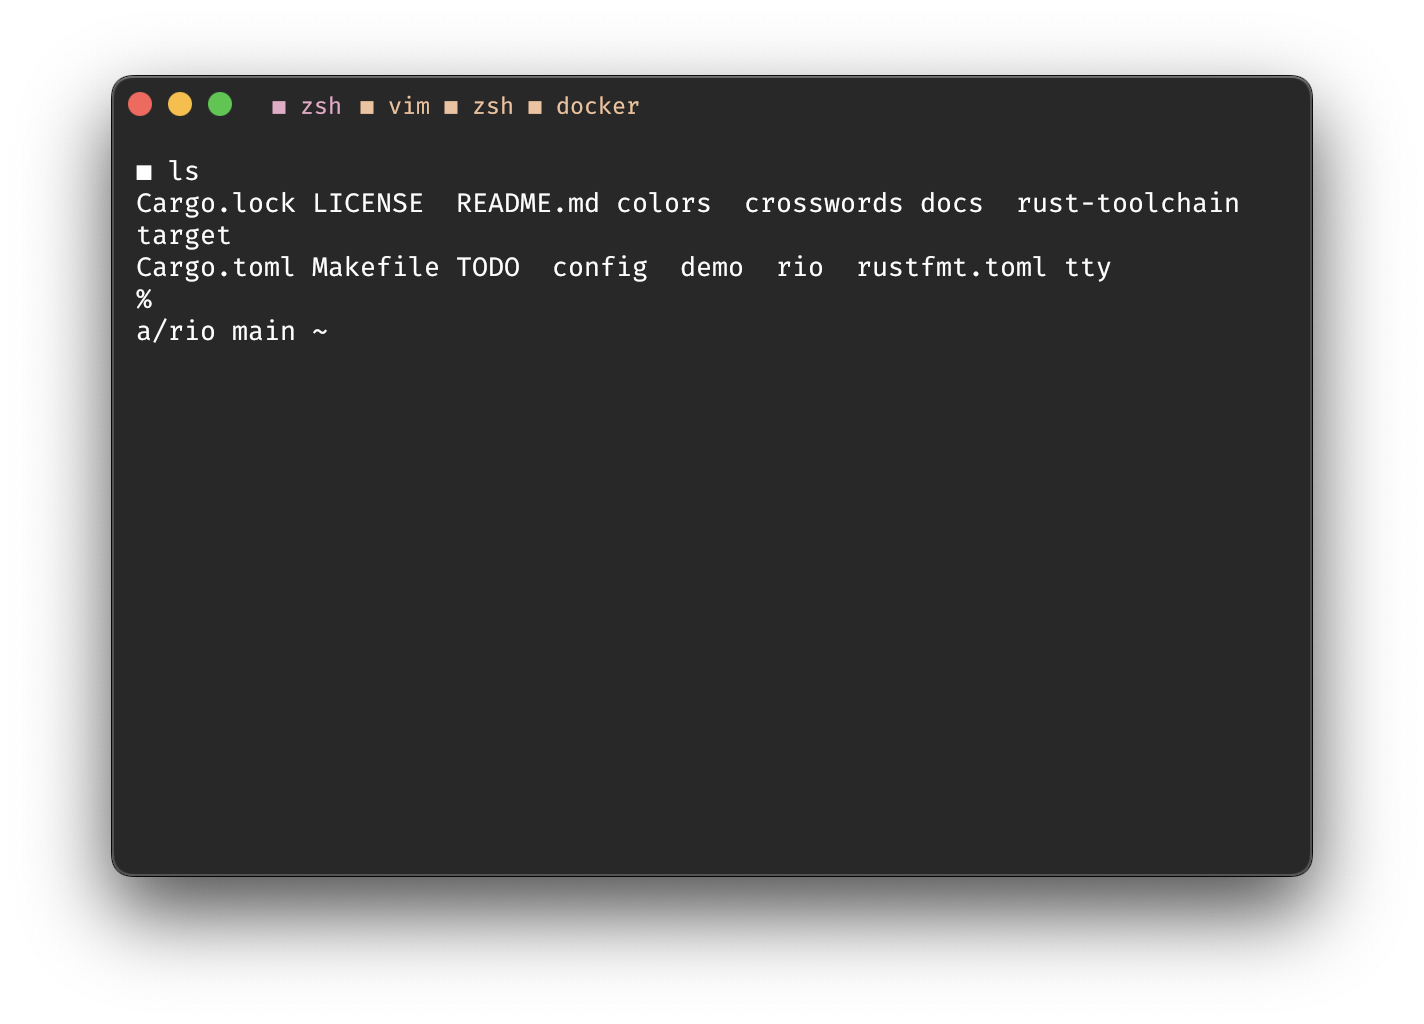 ■ zsh ■ vim ■ zsh ■ docker
■ ls
Cargo.lock LICENSE  README.md colors  crosswords docs  rust-toolchain
target
Cargo.toml Makefile TODO  config  demo  rio  rustfmt.toml tty
%
a/rio main ~